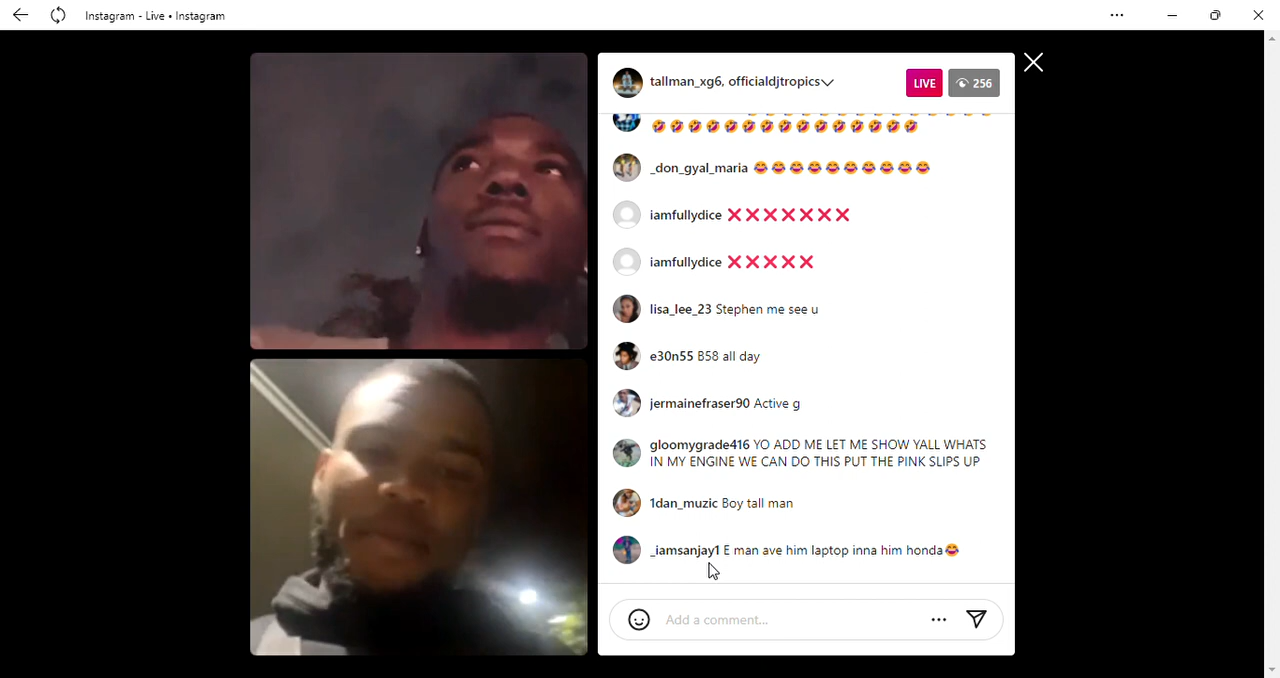 Instagram - Live • Instagram
tallman_xg6, officialdjtropics
LIVE
256
🤣🤣🤣🤣🤣🤣🤣🤣🤣🤣🤣🤣🤣🤣🤣
_don_gyal_maria 😂😂😂😂😂😂😂😂😂😂
iamfullydice ❌❌❌❌❌❌❌
iamfullydice ❌❌❌❌❌
lisa_lee_23 Stephen me see u
e30n55 B58 all day
jermainefraser90 Active g
gloomygrade416 YO ADD ME LET ME SHOW YALL WHATS
IN MY ENGINE WE CAN DO THIS PUT THE PINK SLIPS UP
1dan_muzic Boy tall man
_iamsanjay1 E man ave him laptop inna him honda😂
Add a comment...